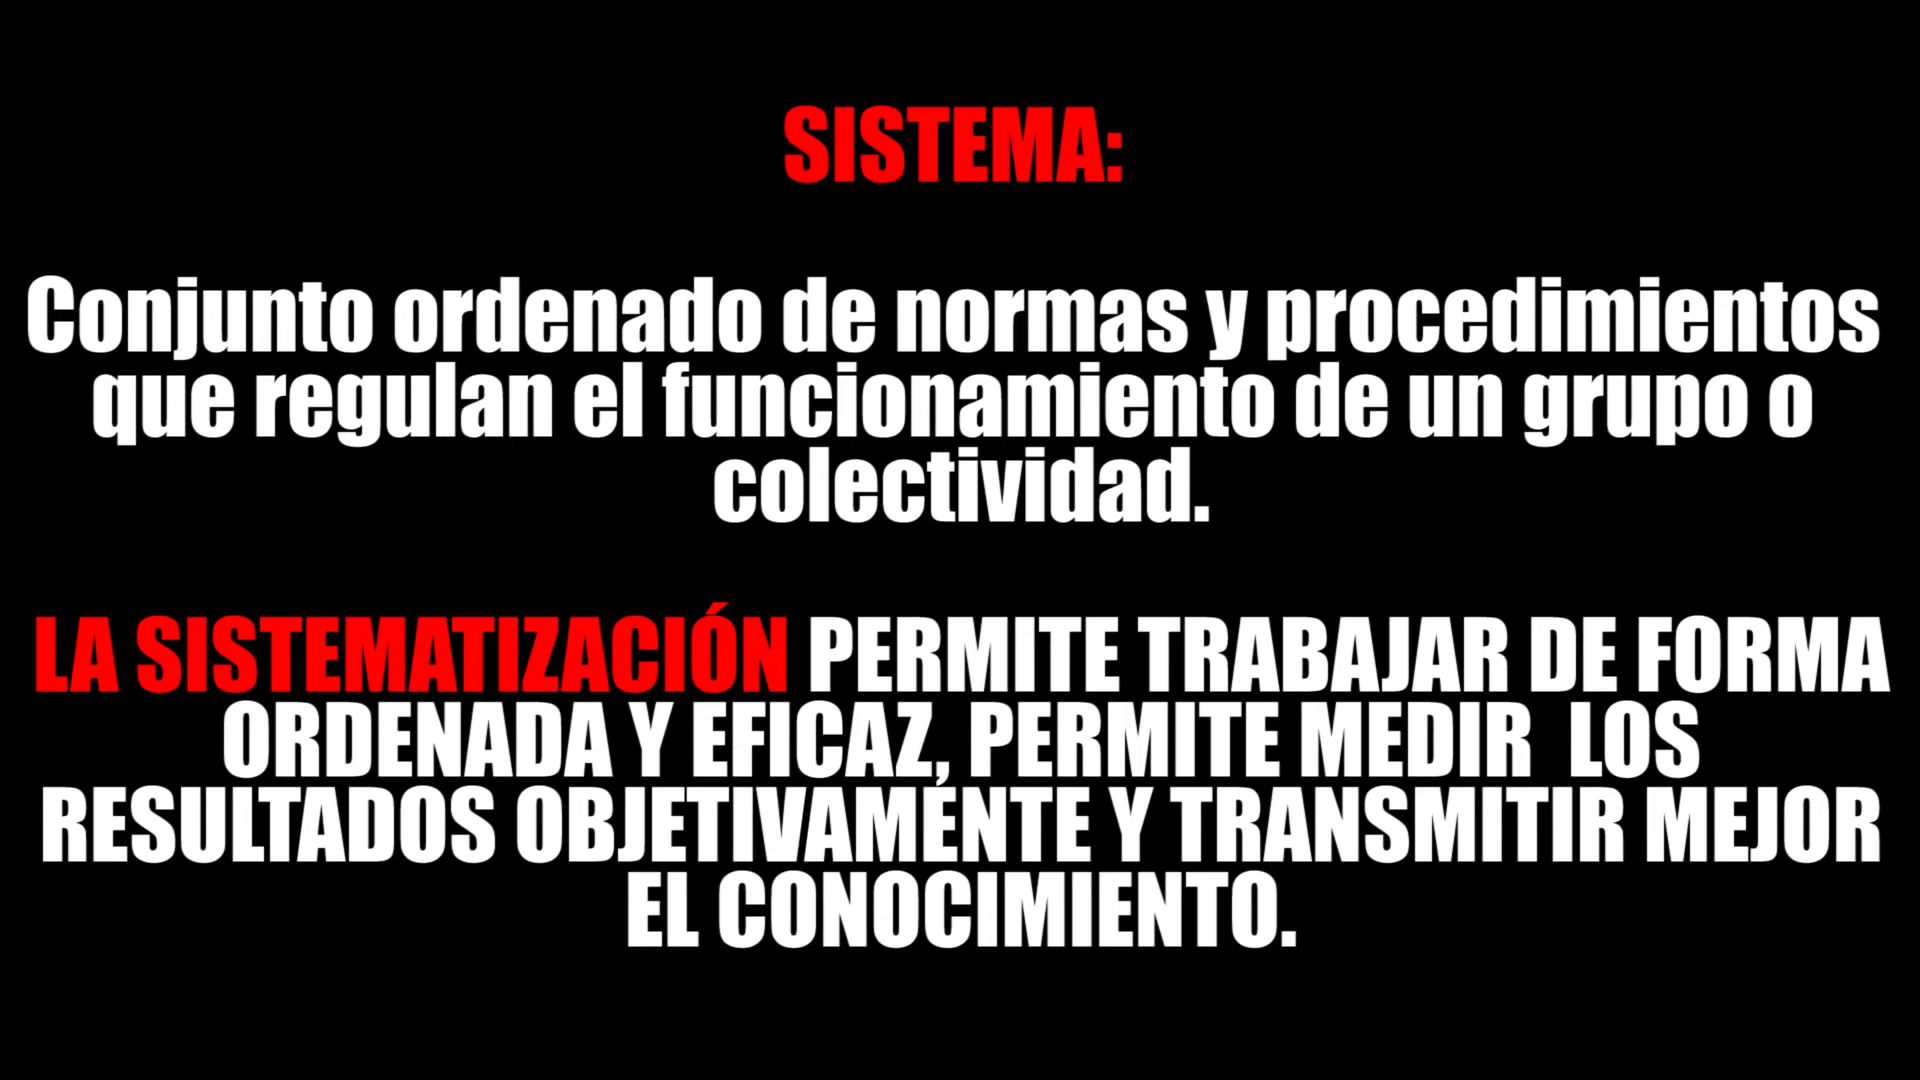 SISTEMA:
Conjunto ordenado de normas y procedimientos
que regulan el funcionamiento de un grupo o
colectividad.
LA SISTEMATIZACIÓN PERMITE TRABAJAR DE FORMA
ORDENADA Y EFICAZ, PERMITE MEDIR  LOS
RESULTADOS OBJETIVAMENTE Y TRANSMITIR MEJOR
EL CONOCIMIENTO.